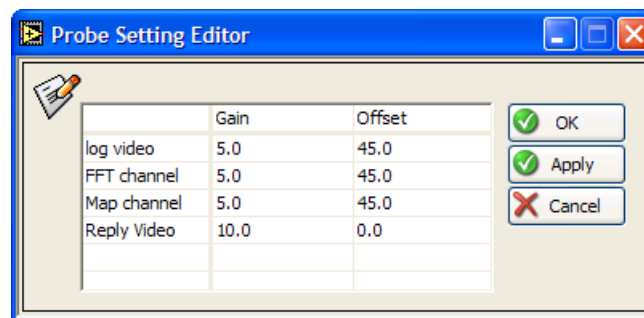 Probe Setting Editor
Gain Offset
log video 5.0 45.0
FFT channel 5.0 45.0
Map channel 5.0 45.0
Reply Video 10.0 0.0
OK
Apply
Cancel